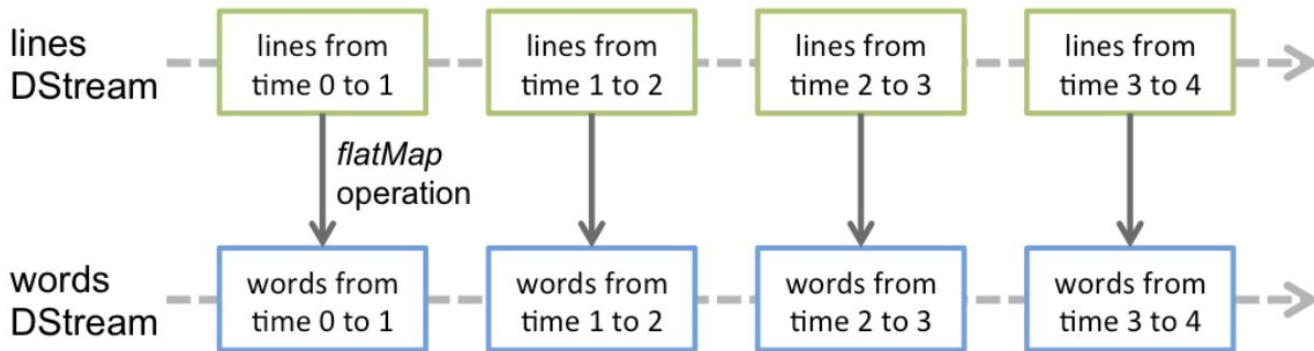 lines
DStream
lines from
time 0 to 1
lines from
time 1 to 2
lines from
time 2 to 3
lines from
time 3 to 4
flatMap
operation
words
DStream
words from
time 0 to 1
words from
time 1 to 2
words from
time 2 to 3
words from
time 3 to 4